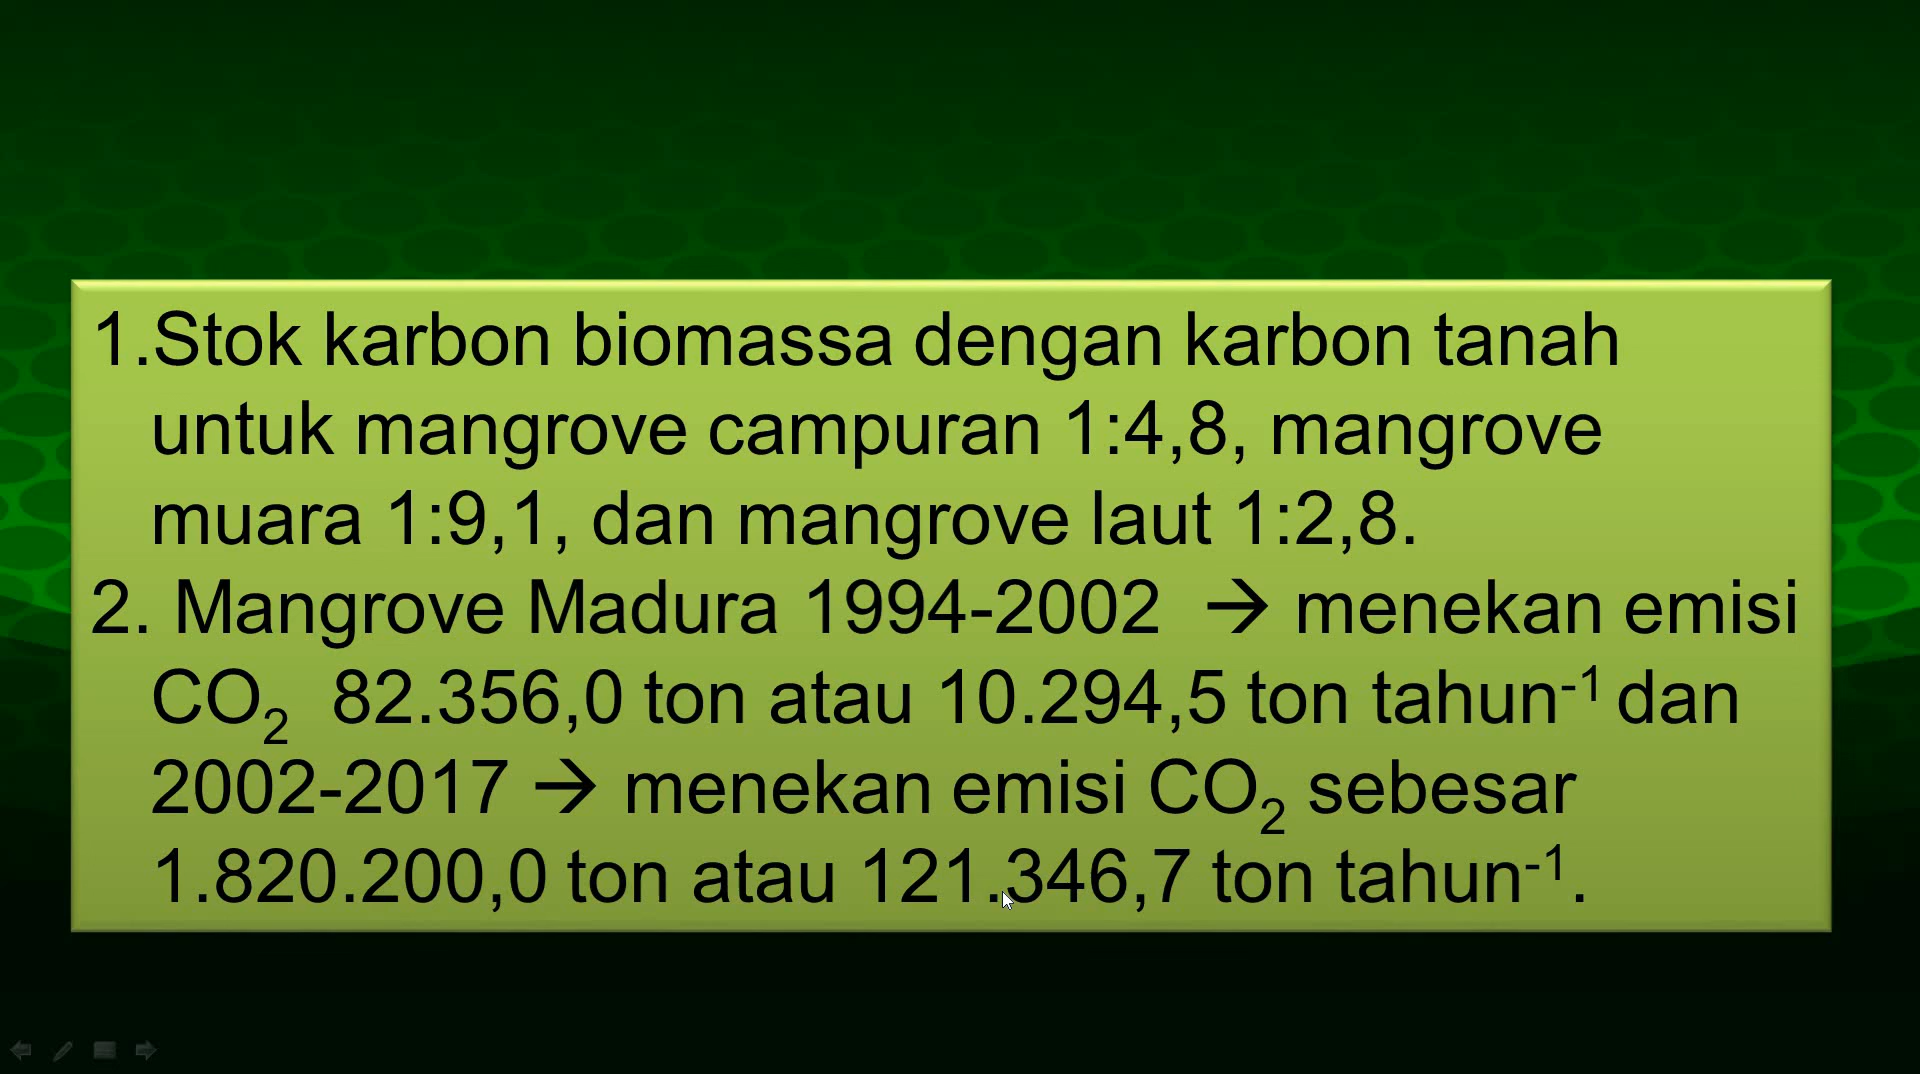 1.Stok karbon biomassa dengan karbon tanah
untuk mangrove campuran 1:4,8, mangrove
muara 1:9,1, dan mangrove laut 1:2,8.
2. Mangrove Madura 1994-2002 → menekan emisi
CO₂ 82.356,0 ton atau 10.294,5 ton tahun⁻¹ dan
2002-2017 → menekan emisi CO₂ sebesar
1.820.200,0 ton atau 121.346,7 ton tahun⁻¹.